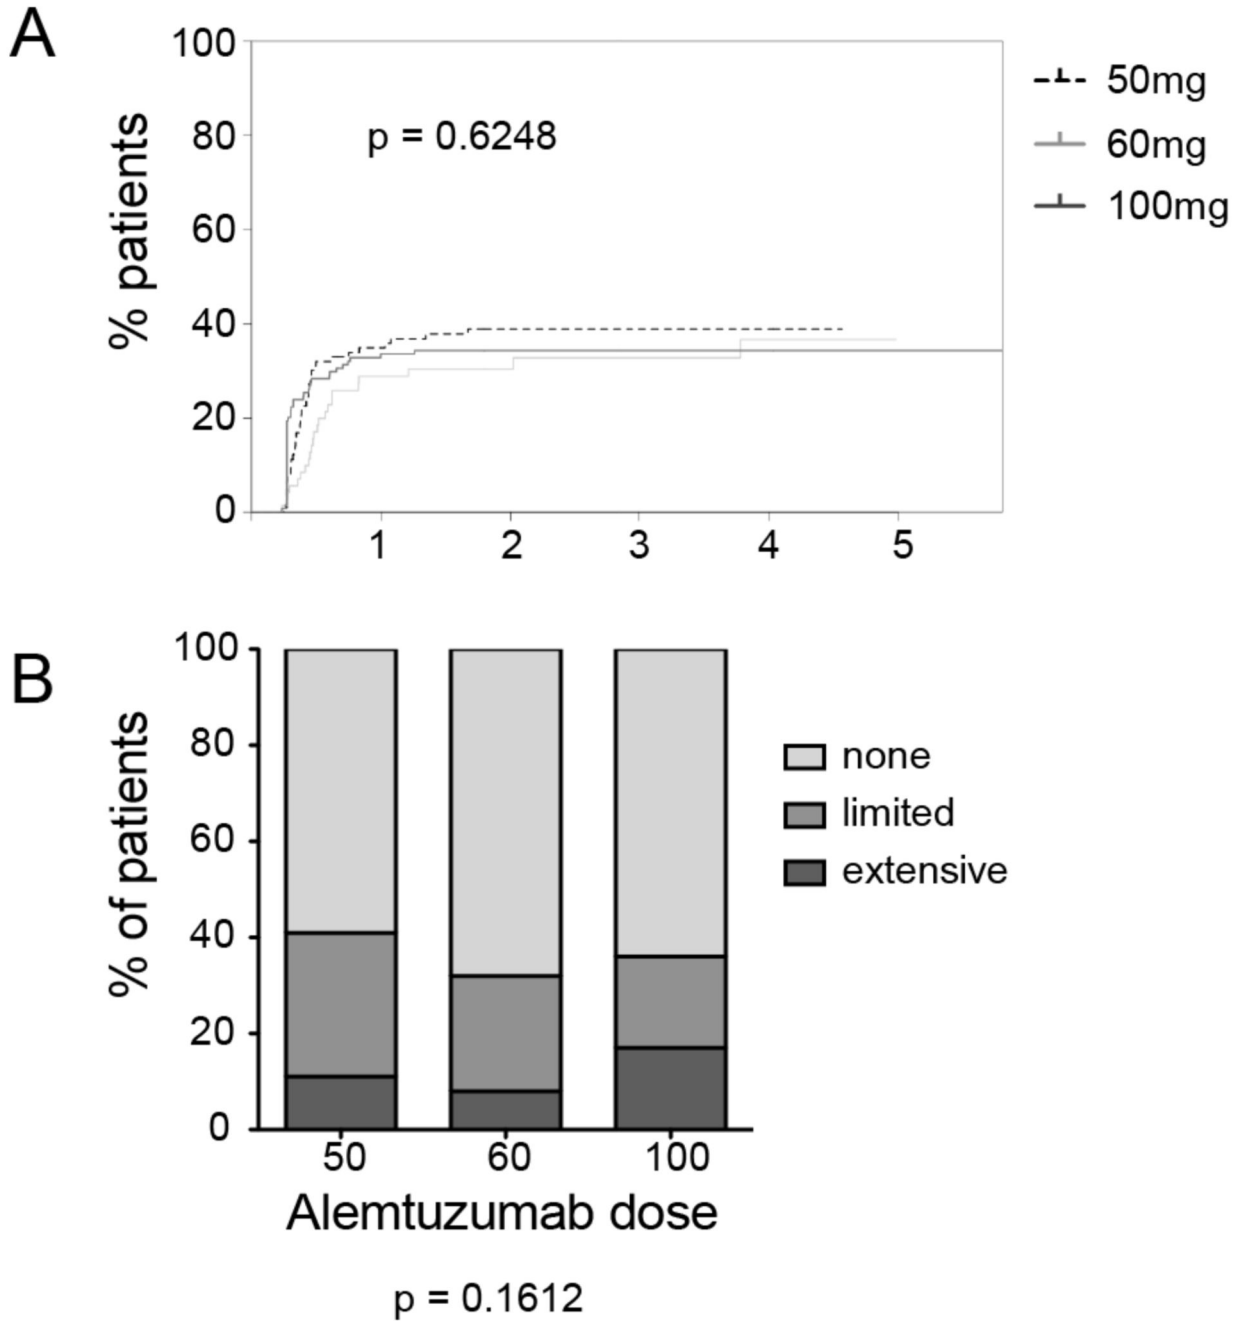 A
100
80
60
40
20
0
% patients
p = 0.6248
1 2 3 4 5
50mg
60mg
100mg
B
100
80
60
40
20
0
% of patients
none
limited
extensive
50 60 100
Alemtuzumab dose
p = 0.1612